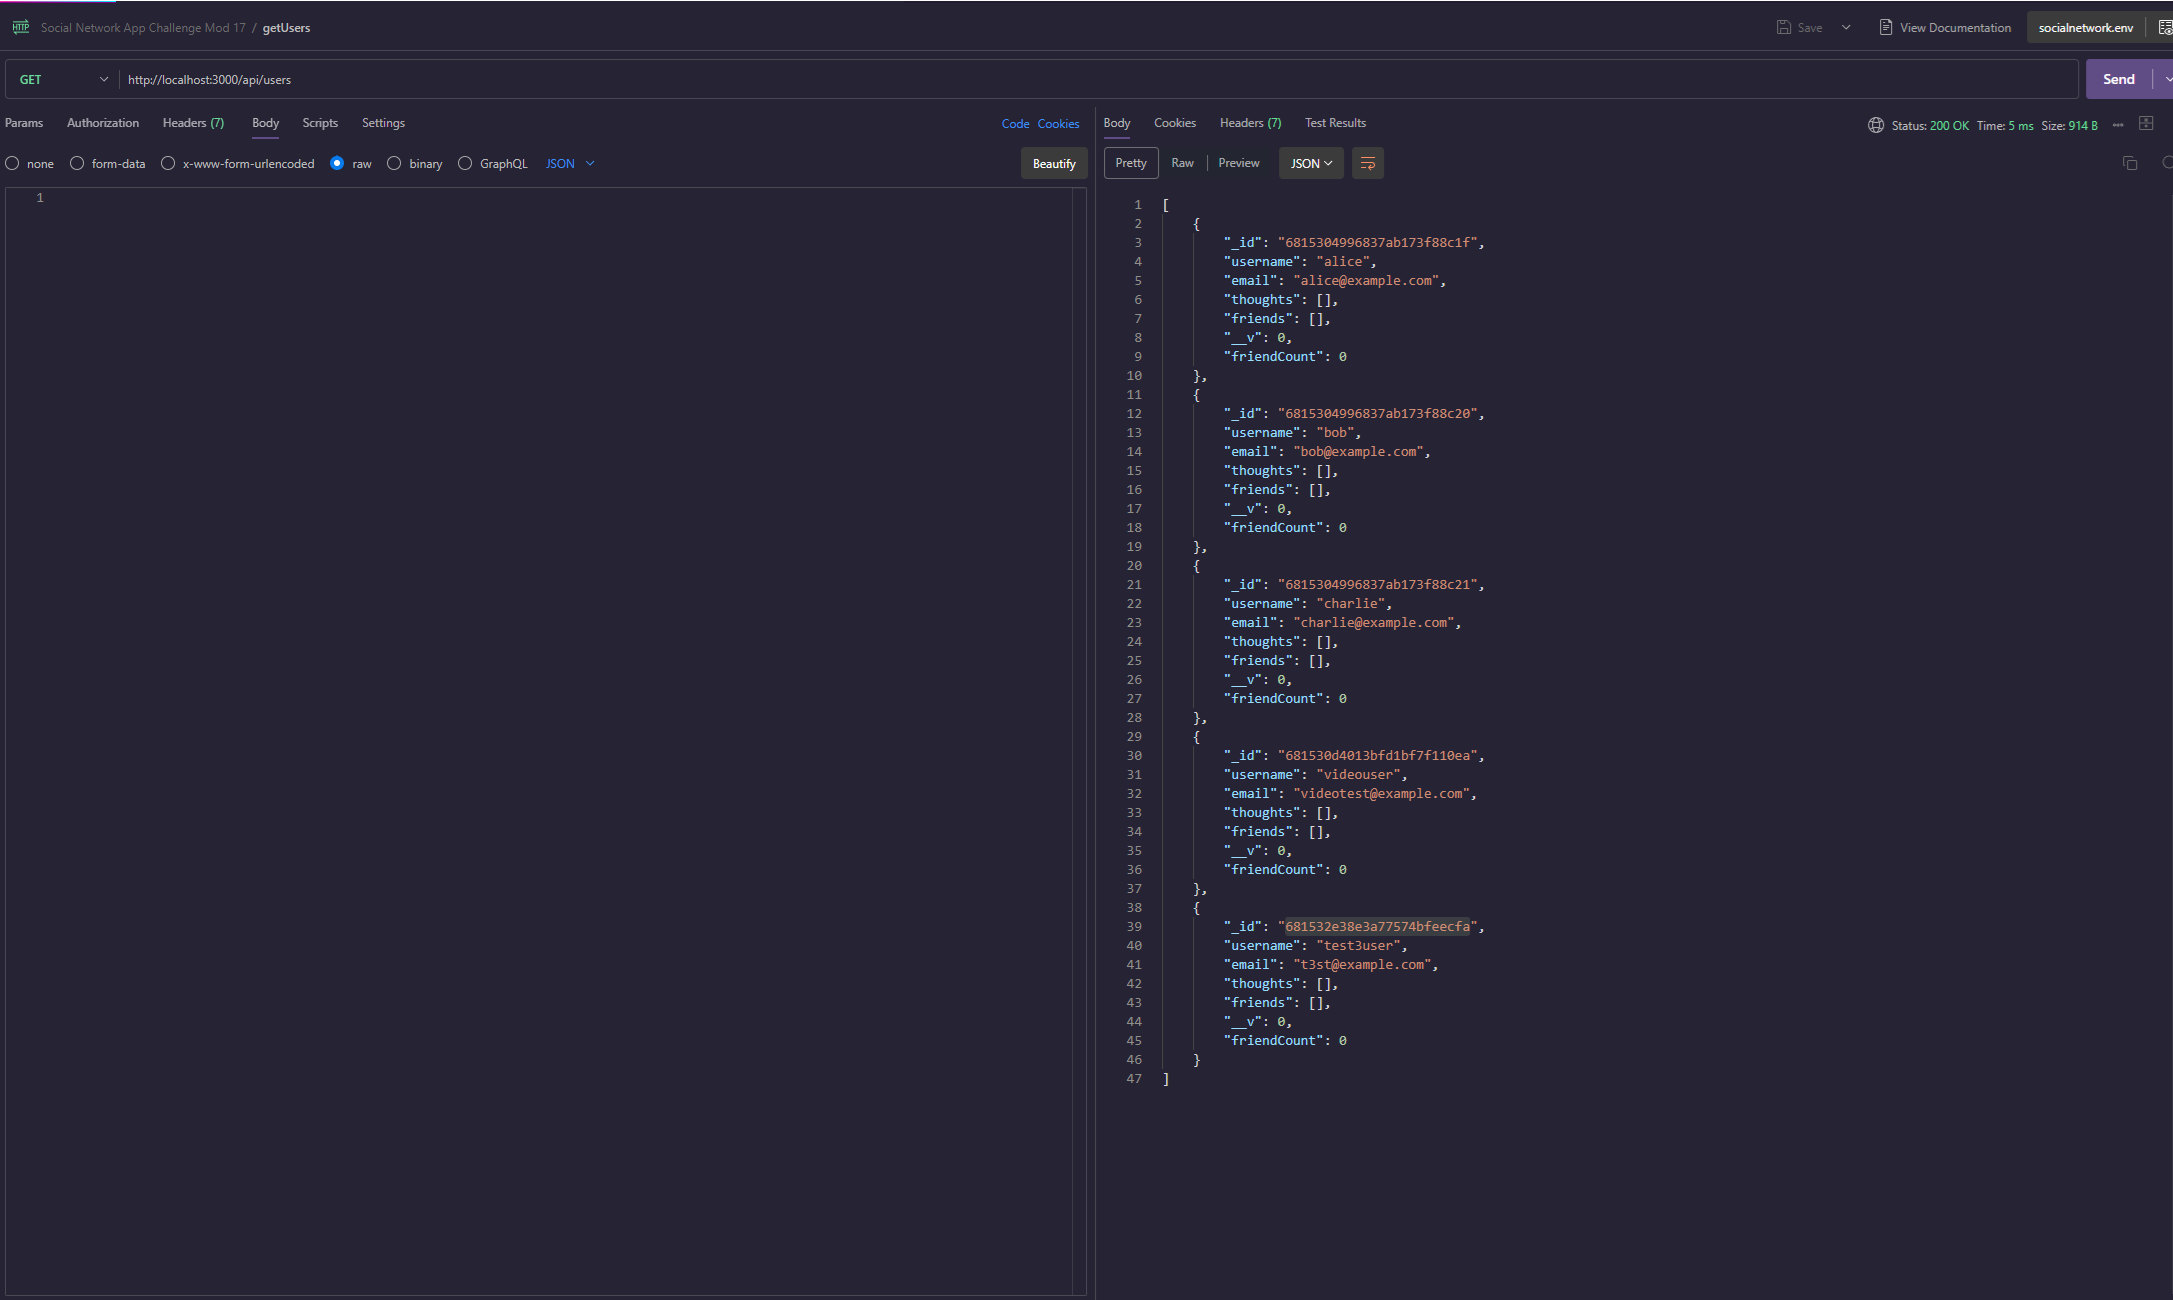 HTTP Social Network App Challenge Mod 17 / getUsers Save View Documentation socialnetwork.env
GET http://localhost:3000/api/users Send
Params Authorization Headers (7) Body Scripts Settings Code Cookies
none form-data x-www-form-urlencoded raw binary GraphQL JSON Beautify
1
Body Cookies Headers (7) Test Results Status: 200 OK Time: 5 ms Size: 914 B
Pretty Raw Preview JSON
1 [
2 {
3 "_id": "6815304996837ab173f88c1f",
4 "username": "alice",
5 "email": "alice@example.com",
6 "thoughts": [],
7 "friends": [],
8 "__v": 0,
9 "friendCount": 0
10 },
11 {
12 "_id": "6815304996837ab173f88c20",
13 "username": "bob",
14 "email": "bob@example.com",
15 "thoughts": [],
16 "friends": [],
17 "__v": 0,
18 "friendCount": 0
19 },
20 {
21 "_id": "6815304996837ab173f88c21",
22 "username": "charlie",
23 "email": "charlie@example.com",
24 "thoughts": [],
25 "friends": [],
26 "__v": 0,
27 "friendCount": 0
28 },
29 {
30 "_id": "681530d4013bfd1bf7f110ea",
31 "username": "videouser",
32 "email": "videotest@example.com",
33 "thoughts": [],
34 "friends": [],
35 "__v": 0,
36 "friendCount": 0
37 },
38 {
39 "_id": "681532e38e3a77574bfeecfa",
40 "username": "test3user",
41 "email": "t3st@example.com",
42 "thoughts": [],
43 "friends": [],
44 "__v": 0,
45 "friendCount": 0
46 }
47 ]